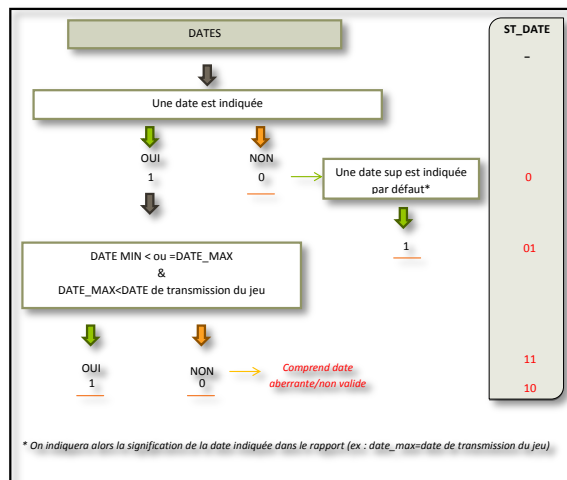 DATES
ST_DATE
–
Une date est indiquée
OUI
1
NON
0
Une date sup est indiquée
par défaut*
0
1
01
DATE MIN < ou =DATE_MAX
&
DATE_MAX<DATE de transmission du jeu
OUI
1
NON
0
Comprend date
aberrante/non valide
11
10
* On indiquera alors la signification de la date indiquée dans le rapport (ex : date_max=date de transmission du jeu)